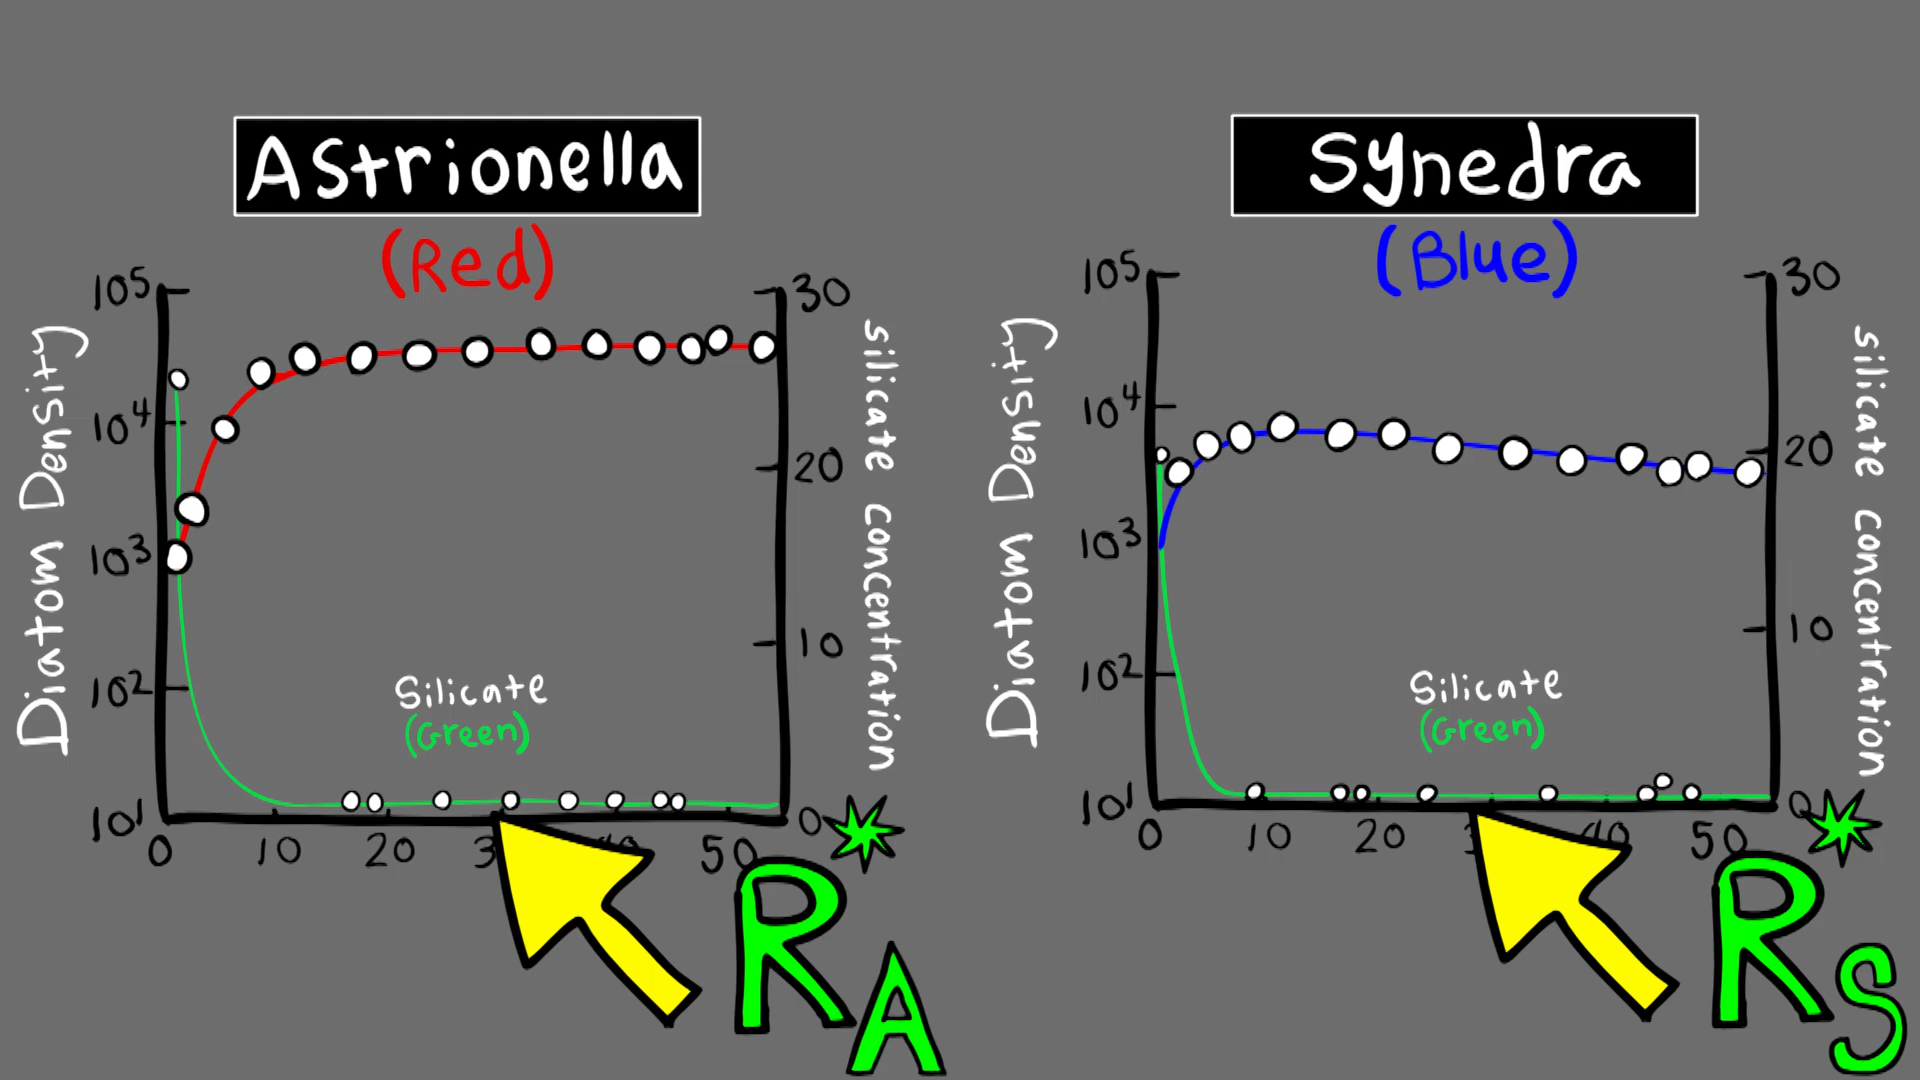 Astrionella
(Red)
10⁵
10⁴
10³
10²
10¹
Diatom Density
30
20
10
0
silicate concentration
Silicate
(Green)
0 10 20 40 50
R*A
Synedra
(Blue)
10⁵
10⁴
10³
10²
10¹
Diatom Density
30
20
10
0
silicate concentration
Silicate
(Green)
0 10 20 40 50
R*S